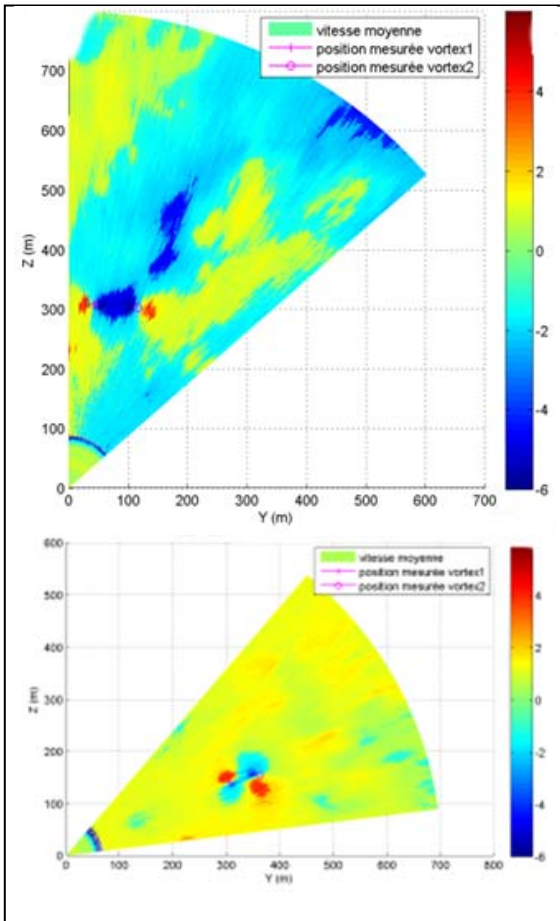 vitesse moyenne
position mesurée vortex1
position mesurée vortex2
700
600
500
400
300
200
100
0
Z (m)
0 100 200 300 400 500 600 700
Y (m)
4
2
0
-2
-4
-6
600
500
400
300
200
100
0
Z (m)
vitesse moyenne
position mesurée vortex1
position mesurée vortex2
0 100 200 300 400 500 600 700 800
Y (m)
4
2
0
-2
-4
-6